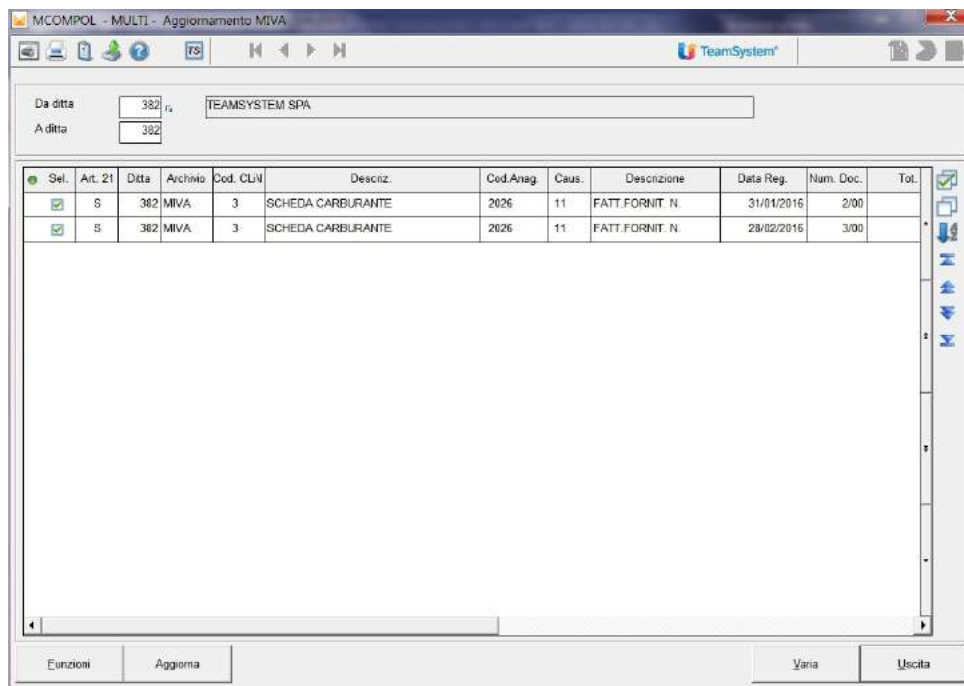 MCOMPOL - MULTI - Aggiornamento MIVA
TS TeamSystem
Da ditta 382 TEAMSYSTEM SPA
A ditta 382
Sel. Art. 21 Ditta Archivio Cod. Descriz. Cod.Anag. Caus. Descrizione Data Reg. Num. Doc. Tot.
S 382 MIVA 3 SCHEDA CARBURANTE 2026 11 FATT.FORNIT. N. 31/01/2016 2/00
S 382 MIVA 3 SCHEDA CARBURANTE 2026 11 FATT.FORNIT. N. 28/02/2016 3/00
Funzioni Aggiorna Varia Uscita